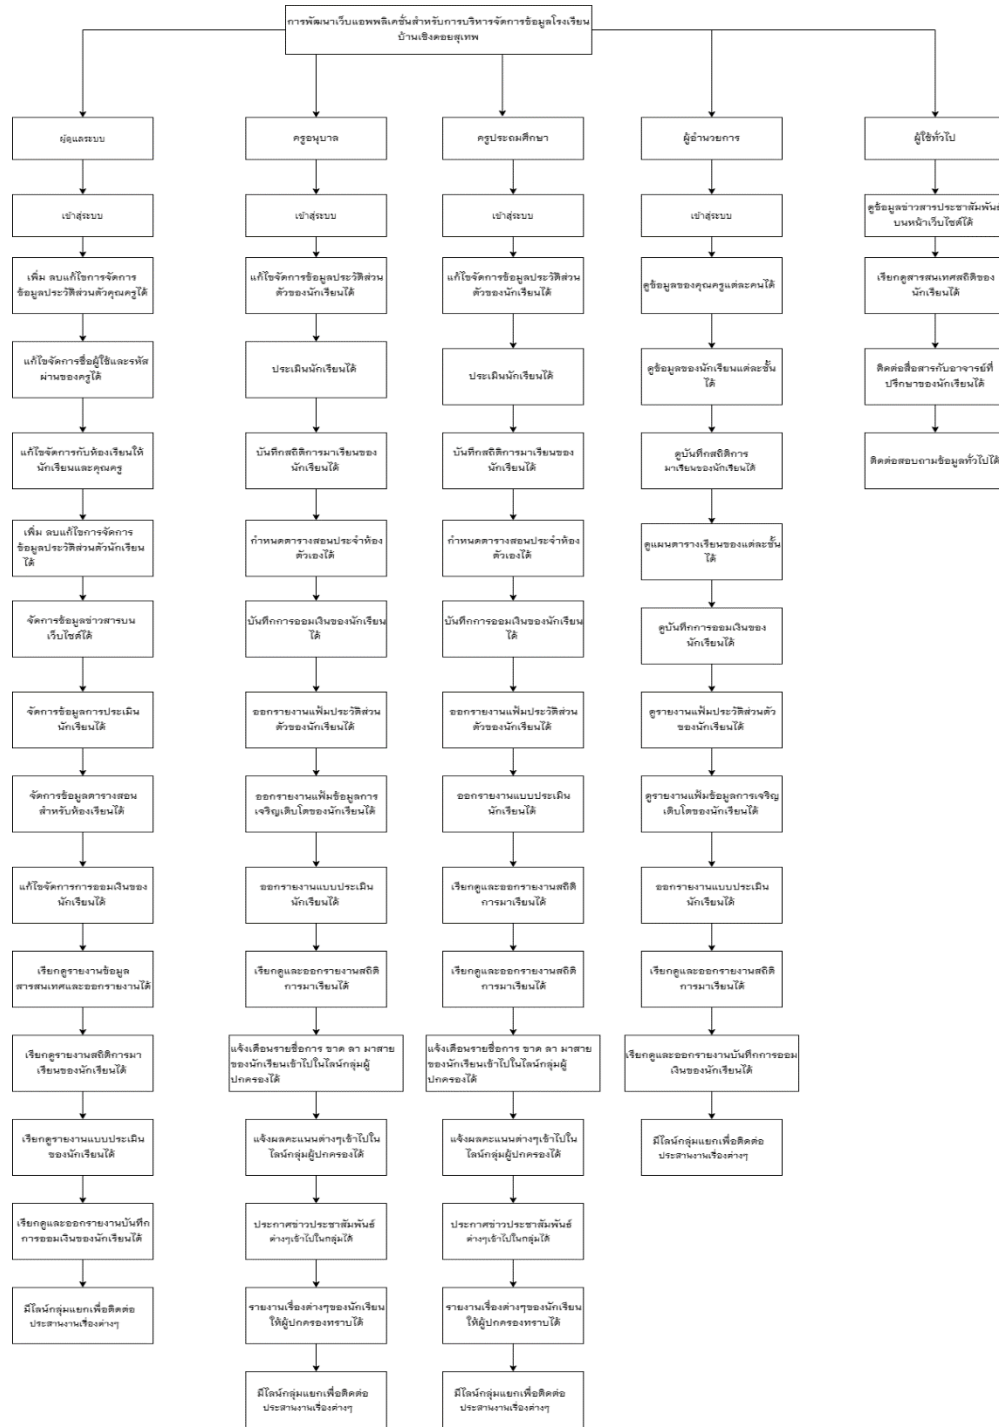 การพัฒนาเว็บแอพพลิเคชั่นสำหรับการบริหารจัดการข้อมูลโรงเรียน
บ้านเชิงดอยสุเทพ
ผู้ดูแลระบบ
เข้าสู่ระบบ
เพิ่ม ลบแก้ไขการจัดการ
ข้อมูลประวัติส่วนตัวคุณครูได้
แก้ไขจัดการชื่อผู้ใช้และรหัส
ผ่านของครูได้
แก้ไขจัดการกับห้องเรียนให้
นักเรียนและคุณครู
เพิ่ม ลบแก้ไขการจัดการ
ข้อมูลประวัติส่วนตัวนักเรียน
ได้
จัดการข้อมูลข่าวสารบน
เว็บไซต์ได้
จัดการข้อมูลการประเมิน
นักเรียนได้
จัดการข้อมูลตารางสอน
สำหรับห้องเรียนได้
แก้ไขจัดการการออมเงินของ
นักเรียนได้
เรียกดูรายงานข้อมูล
สารสนเทศและออกรายงานได้
เรียกดูรายงานสถิติการมา
เรียนของนักเรียนได้
เรียกดูรายงานแบบประเมิน
ของนักเรียนได้
เรียกดูและออกรายงานบันทึก
การออมเงินของนักเรียนได้
มีไลน์กลุ่มแยกเพื่อติดต่อ
ประสานงานเรื่องต่างๆ
ครูอนุบาล
เข้าสู่ระบบ
แก้ไขจัดการข้อมูลประวัติส่วน
ตัวของนักเรียนได้
ประเมินนักเรียนได้
บันทึกสถิติการมาเรียนของ
นักเรียนได้
กำหนดตารางสอนประจำห้อง
ตัวเองได้
บันทึกการออมเงินของนักเรียน
ได้
ออกรายงานแฟ้มประวัติส่วน
ตัวของนักเรียนได้
ออกรายงานแฟ้มข้อมูลการ
เจริญเติบโตของนักเรียนได้
ออกรายงานแบบประเมิน
นักเรียนได้
เรียกดูและออกรายงานสถิติ
การมาเรียนได้
แจ้งเตือนรายชื่อการ ขาด ลา มาสาย
ของนักเรียนเข้าไปในไลน์กลุ่มผู้
ปกครองได้
แจ้งผลคะแนนต่างๆเข้าไปใน
ไลน์กลุ่มผู้ปกครองได้
ประกาศข่าวประชาสัมพันธ์
ต่างๆเข้าไปในกลุ่มได้
รายงานเรื่องต่างๆของนักเรียน
ให้ผู้ปกครองทราบได้
มีไลน์กลุ่มแยกเพื่อติดต่อ
ประสานงานเรื่องต่างๆ
ครูประถมศึกษา
เข้าสู่ระบบ
แก้ไขจัดการข้อมูลประวัติส่วน
ตัวของนักเรียนได้
ประเมินนักเรียนได้
บันทึกสถิติการมาเรียนของ
นักเรียนได้
กำหนดตารางสอนประจำห้อง
ตัวเองได้
บันทึกการออมเงินของนักเรียน
ได้
ออกรายงานแฟ้มประวัติส่วน
ตัวของนักเรียนได้
ออกรายงานแบบประเมิน
นักเรียนได้
เรียกดูและออกรายงานสถิติ
การมาเรียนได้
เรียกดูและออกรายงานสถิติ
การมาเรียนได้
แจ้งเตือนรายชื่อการ ขาด ลา มาสาย
ของนักเรียนเข้าไปในไลน์กลุ่มผู้
ปกครองได้
แจ้งผลคะแนนต่างๆเข้าไปใน
ไลน์กลุ่มผู้ปกครองได้
ประกาศข่าวประชาสัมพันธ์
ต่างๆเข้าไปในกลุ่มได้
รายงานเรื่องต่างๆของนักเรียน
ให้ผู้ปกครองทราบได้
มีไลน์กลุ่มแยกเพื่อติดต่อ
ประสานงานเรื่องต่างๆ
ผู้อำนวยการ
เข้าสู่ระบบ
ดูข้อมูลของคุณครูแต่ละคนได้
ดูข้อมูลของนักเรียนแต่ละชั้น
ได้
ดูบันทึกสถิติการ
มาเรียนของนักเรียนได้
ดูแผนตารางเรียนของแต่ละชั้น
ได้
ดูบันทึกการออมเงินของ
นักเรียนได้
ดูรายงานแฟ้มประวัติส่วนตัว
ของนักเรียนได้
ดูรายงานแฟ้มข้อมูลการเจริญ
เติบโตของนักเรียนได้
ออกรายงานแบบประเมิน
นักเรียนได้
เรียกดูและออกรายงานสถิติ
การมาเรียนได้
เรียกดูและออกรายงานบันทึกการออม
เงินของนักเรียนได้
มีไลน์กลุ่มแยกเพื่อติดต่อ
ประสานงานเรื่องต่างๆ
ผู้ใช้ทั่วไป
ดูข้อมูลข่าวสารประชาสัมพันธ์
บนหน้าเว็บไซต์ได้
เรียกดูสารสนเทศสถิติของ
นักเรียนได้
ติดต่อสื่อสารกับอาจารย์ที่
ปรึกษาของนักเรียนได้
ติดต่อสอบถามข้อมูลทั่วไปได้